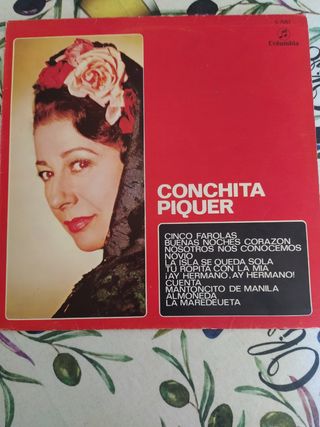 Columbia
CONCHITA
PIQUER
CINCO FAROLAS
BUENAS NOCHES CORAZON
NOSOTROS NOS CONOCEMOS
NOVIO
LA ISLA SE QUEDA SOLA
TU ROPITA CON LA MIA
¡AY HERMANO, AY HERMANO!
CUENTA
MANTONCITO DE MANILA
ALMONEDA
LA MAREDEUETA